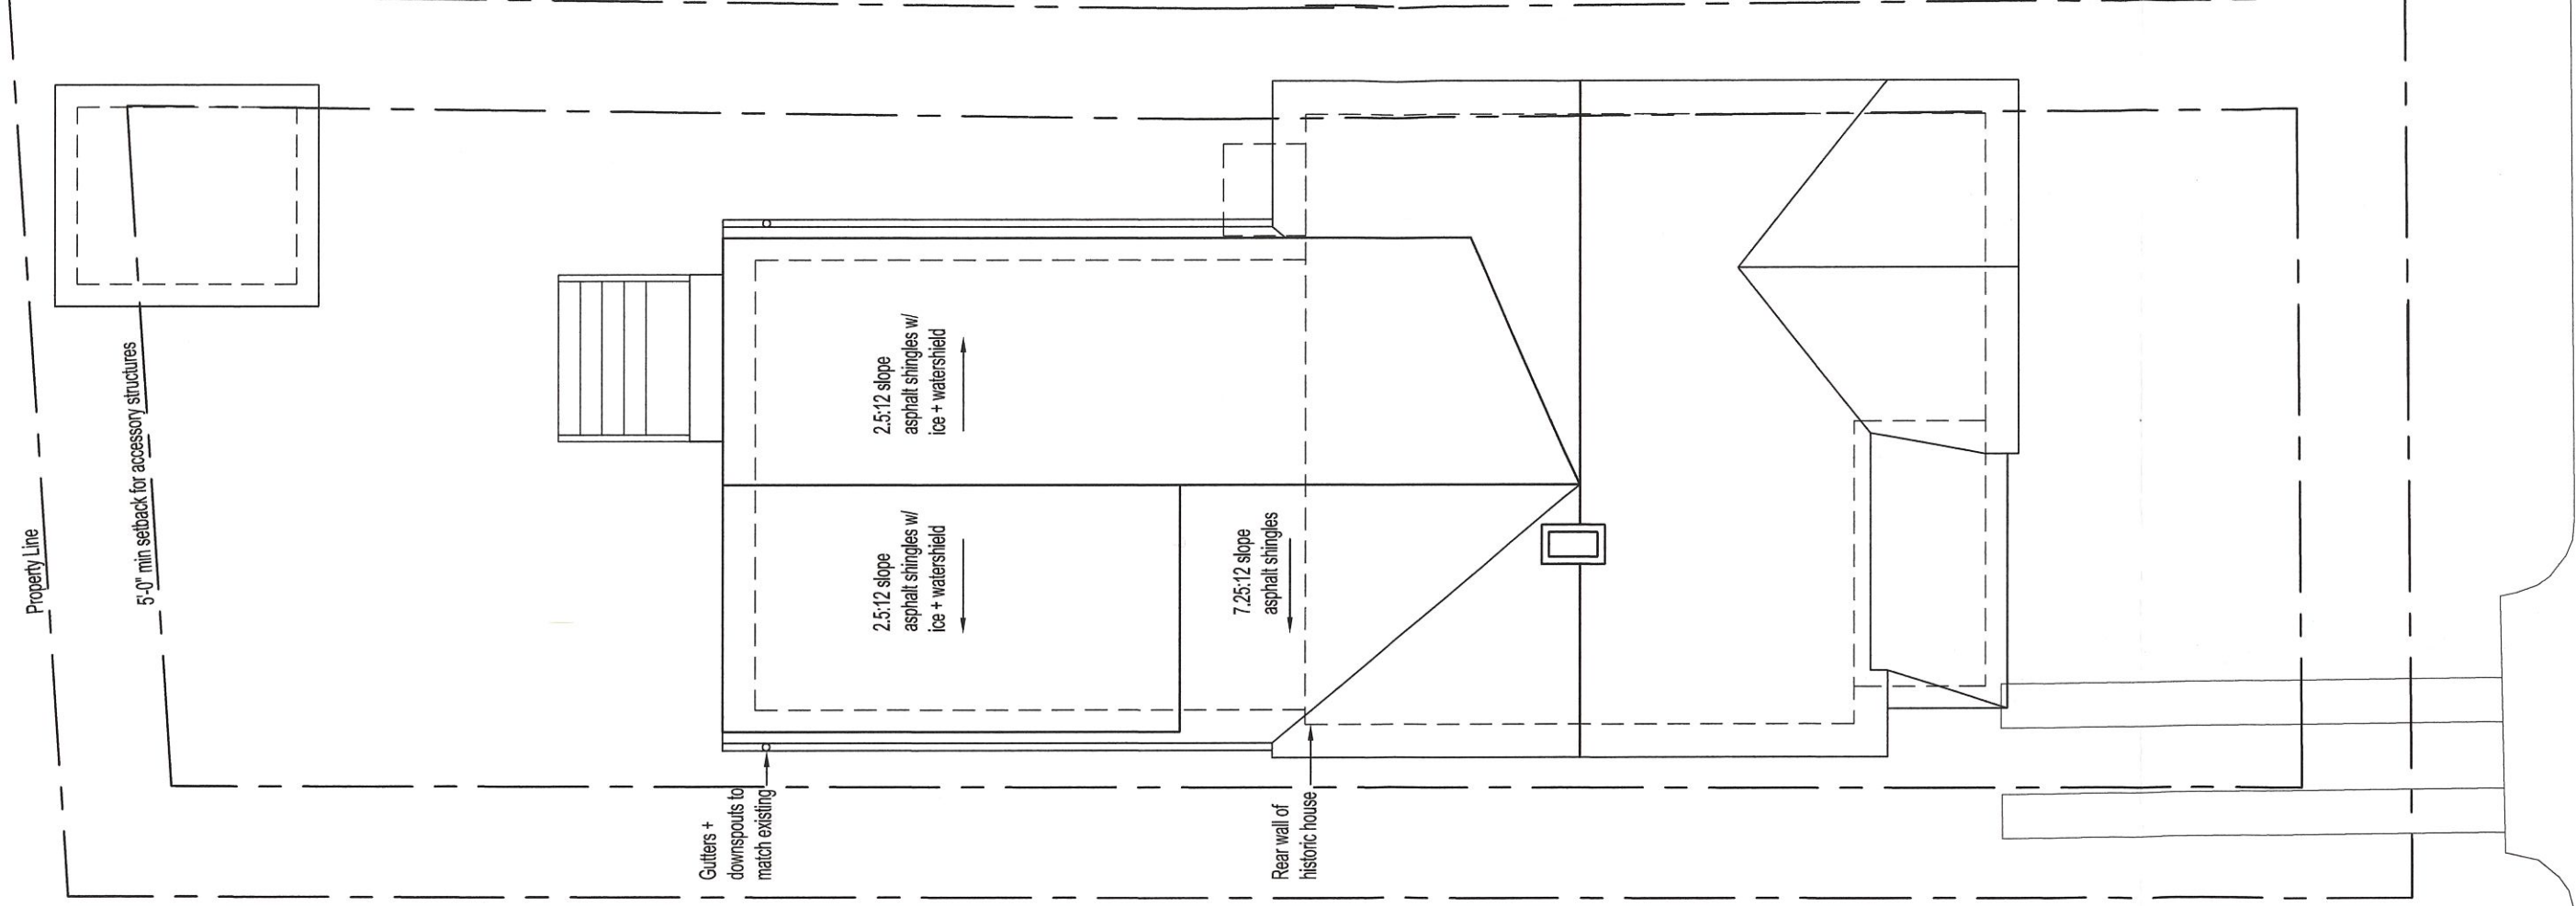 Property Line
5'-0" min setback for accessory structures
2.5:12 slope
asphalt shingles w/
ice + watershield
2.5:12 slope
asphalt shingles w/
ice + watershield
7.25:12 slope
asphalt shingles
Gutters +
downspouts to
match existing
Rear wall of
historic house